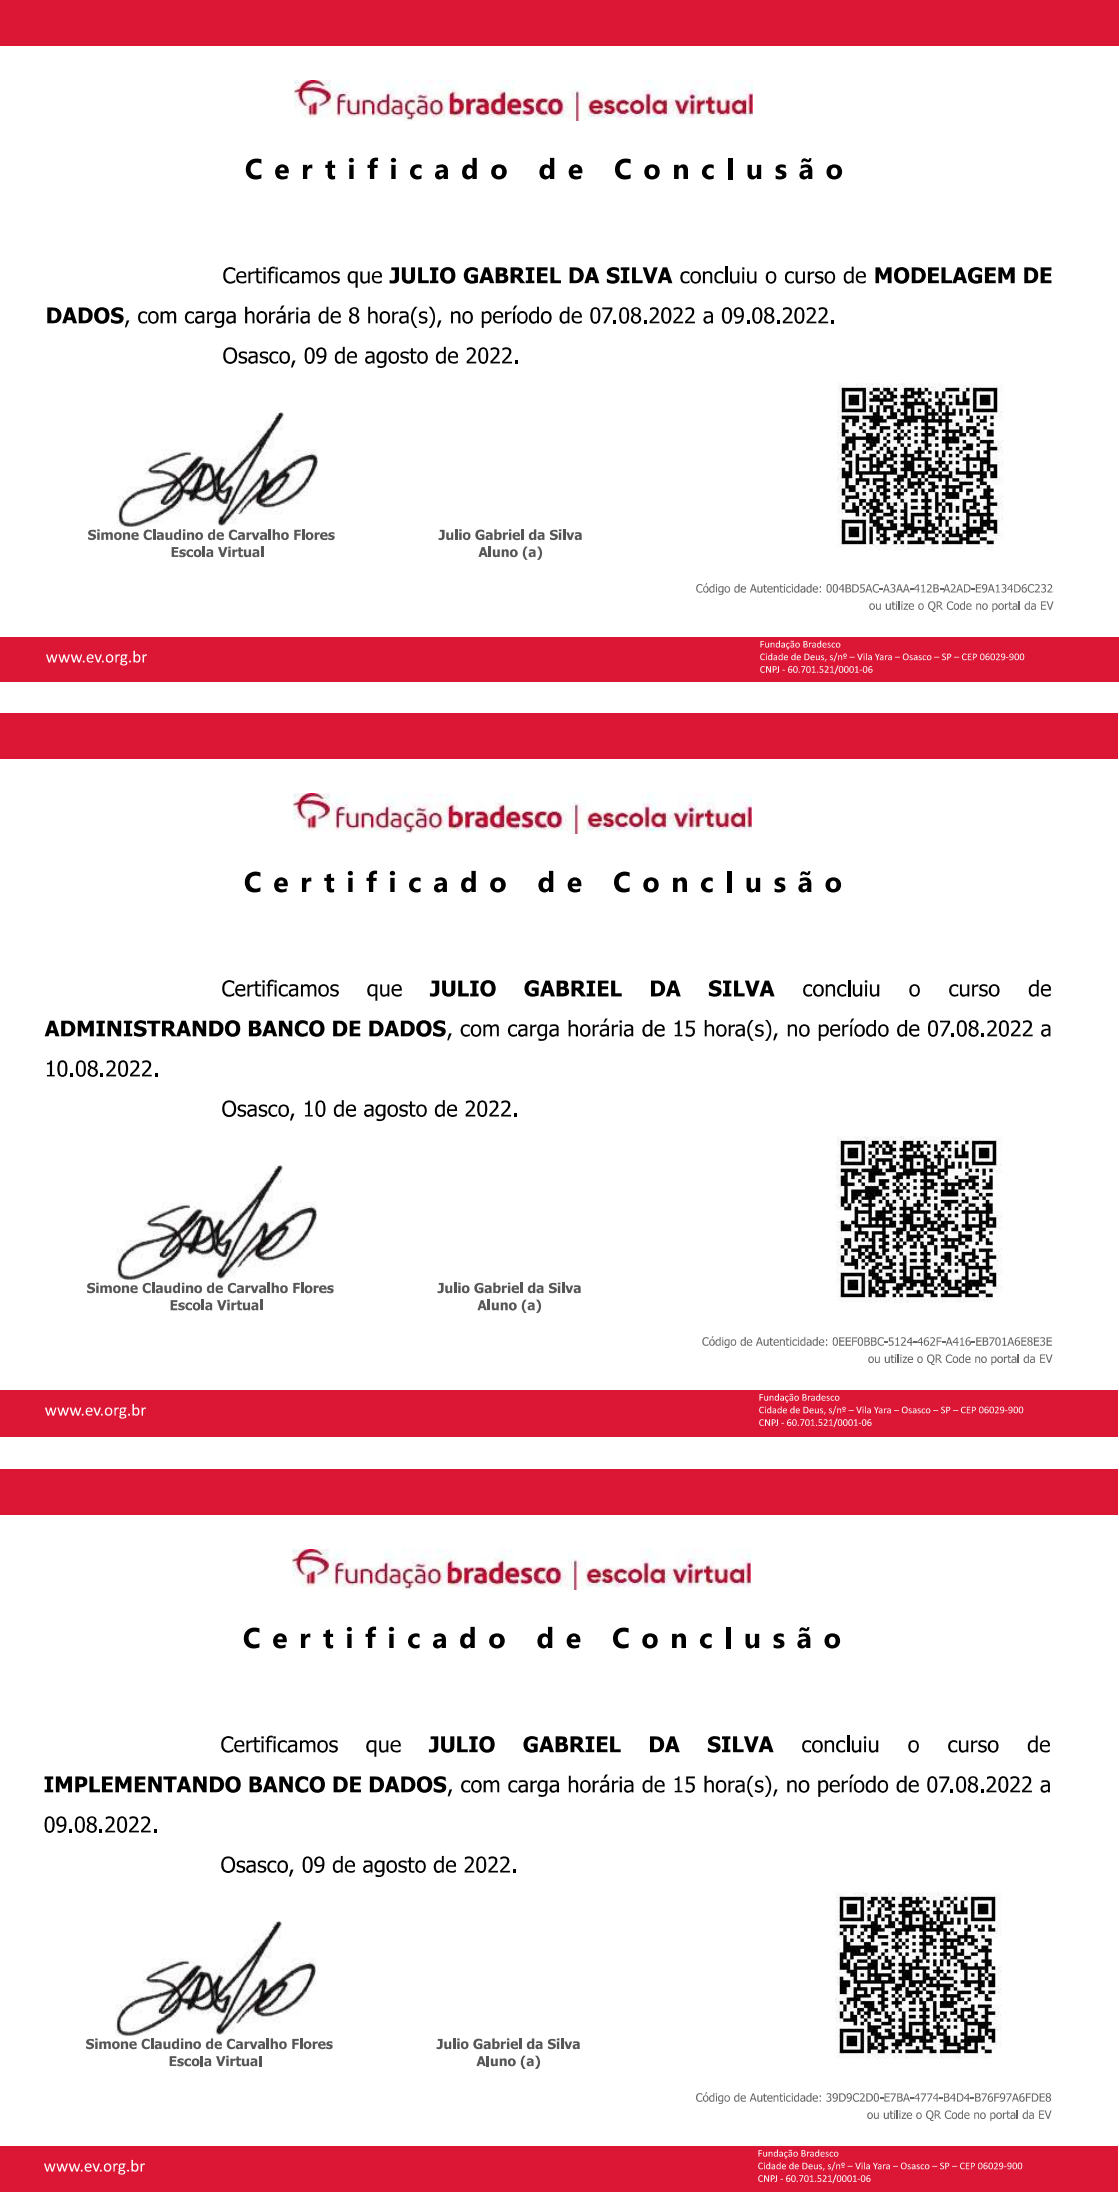 fundação bradesco | escola virtual
Certificado de Conclusão
Certificamos que JULIO GABRIEL DA SILVA concluiu o curso de MODELAGEM DE
DADOS, com carga horária de 8 hora(s), no período de 07.08.2022 a 09.08.2022.
Osasco, 09 de agosto de 2022.
Simone Claudino de Carvalho Flores
Escola Virtual
Julio Gabriel da Silva
Aluno (a)
Código de Autenticidade: 004BD5AC-A3AA-412B-A2AD-E9A134D6C232
ou utilize o QR Code no portal da EV
www.ev.org.br
Fundação Bradesco
Cidade de Deus, s/nº – Vila Yara – Osasco – SP – CEP 06029-900
CNPJ - 60.701.521/0001-06
fundação bradesco | escola virtual
Certificado de Conclusão
Certificamos que JULIO GABRIEL DA SILVA concluiu o curso de
ADMINISTRANDO BANCO DE DADOS, com carga horária de 15 hora(s), no período de 07.08.2022 a
10.08.2022.
Osasco, 10 de agosto de 2022.
Simone Claudino de Carvalho Flores
Escola Virtual
Julio Gabriel da Silva
Aluno (a)
Código de Autenticidade: 0EEF0BBC-5124-462F-A416-EB701A6E8E3E
ou utilize o QR Code no portal da EV
www.ev.org.br
Fundação Bradesco
Cidade de Deus, s/nº – Vila Yara – Osasco – SP – CEP 06029-900
CNPJ - 60.701.521/0001-06
fundação bradesco | escola virtual
Certificado de Conclusão
Certificamos que JULIO GABRIEL DA SILVA concluiu o curso de
IMPLEMENTANDO BANCO DE DADOS, com carga horária de 15 hora(s), no período de 07.08.2022 a
09.08.2022.
Osasco, 09 de agosto de 2022.
Simone Claudino de Carvalho Flores
Escola Virtual
Julio Gabriel da Silva
Aluno (a)
Código de Autenticidade: 39D9C2D0-E7BA-4774-B4D4-B76F97A6FDE8
ou utilize o QR Code no portal da EV
www.ev.org.br
Fundação Bradesco
Cidade de Deus, s/nº – Vila Yara – Osasco – SP – CEP 06029-900
CNPJ - 60.701.521/0001-06